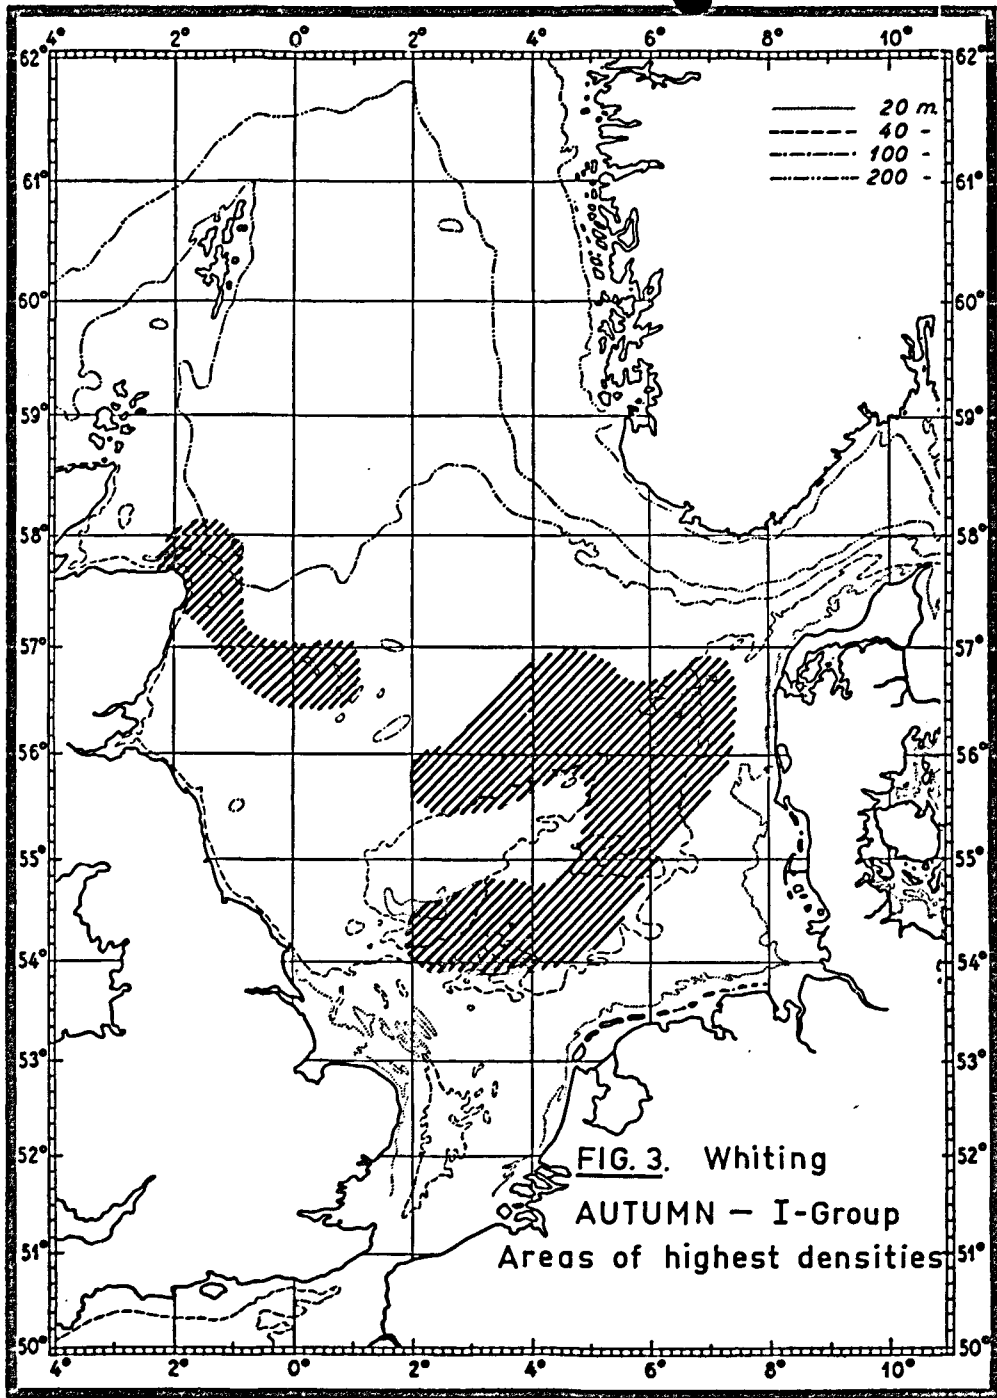 4° 2° 0° 2° 4° 6° 8° 10°
62° 62°
20 m.
40 -
100 -
200 -
61° 61°
60° 60°
59° 59°
58° 58°
57° 57°
56° 56°
55° 55°
54° 54°
53° 53°
52° 52°
FIG. 3. Whiting
AUTUMN — I-Group
Areas of highest densities
51° 51°
50° 50°
4° 2° 0° 2° 4° 6° 8° 10°